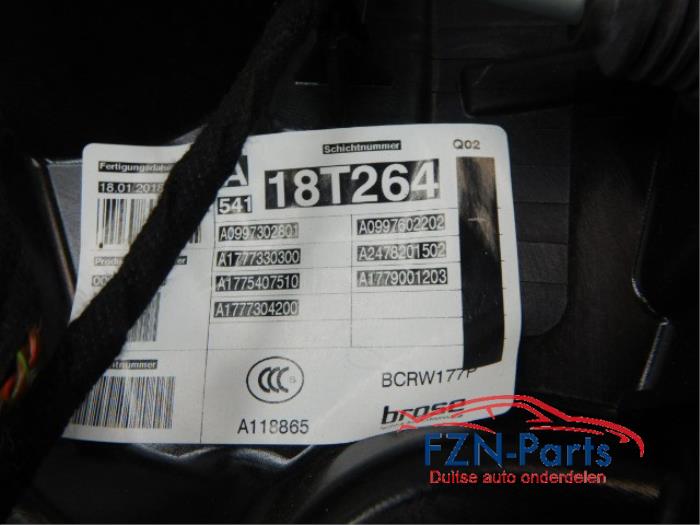 Schichtnummer
Q02
18.01.2018
A
541
18T264
A0997302801
A0997602202
A1777330300
A2478201502
A1775407510
A1779001203
A1777304200
CCC
BCRW177P
A118865
brose
FZN-Parts
Duitse auto onderdelen